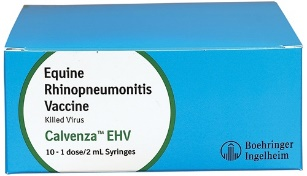 Equine
Rhinopneumonitis
Vaccine
Killed Virus
Calvenza™ EHV
10 - 1 dose/2 mL Syringes
Boehringer
Ingelheim